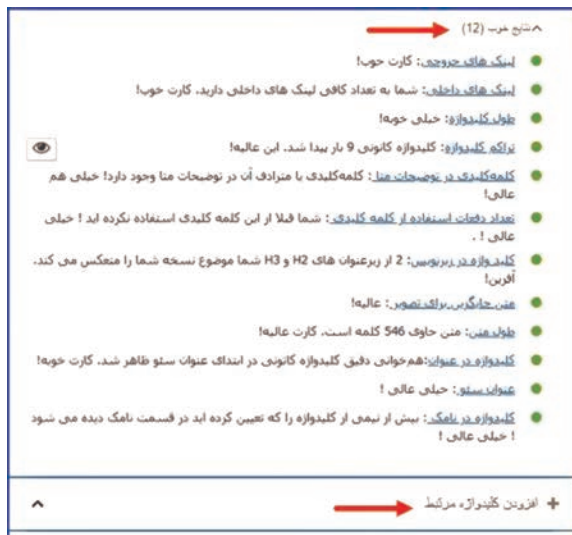 نتایج خوب (12)
لینک های خروجی: کارت خوب!
لینک های داخلی: شما به تعداد کافی لینک های داخلی دارید. کارت خوب!
طول کلیدواژه: خیلی خوبه!
تراکم کلیدواژه: کلیدواژه کانونی 9 بار پیدا شد. این عالیه!
کلمه‌کلیدی در توضیحات متا : کلمه‌کلیدی یا مترادف آن در توضیحات متا وجود دارد! خیلی هم
عالی!
تعداد دفعات استفاده از کلمه کلیدی : شما قبلا از این کلمه کلیدی استفاده نکرده اید ! خیلی
عالی ! .
کلید واژه در زیرنویس: 2 از زیرعنوان های H2 و H3 شما موضوع نسخه شما را منعکس می کند.
آفرین!
متن جایگزین برای تصویر : عالیه!
طول متن: متن حاوی 546 کلمه است. کارت عالیه!
کلیدواژه در عنوان:هم‌خوانی دقیق کلیدواژه کانونی در ابتدای عنوان سئو ظاهر شد. کارت خوبه!
عنوان سئو : خیلی عالی !
کلیدواژه در نامک : بیش از نیمی از کلیدواژه را که تعیین کرده اید در قسمت نامک دیده می شود
! خیلی عالی !
افزودن کلیدواژه مرتبط